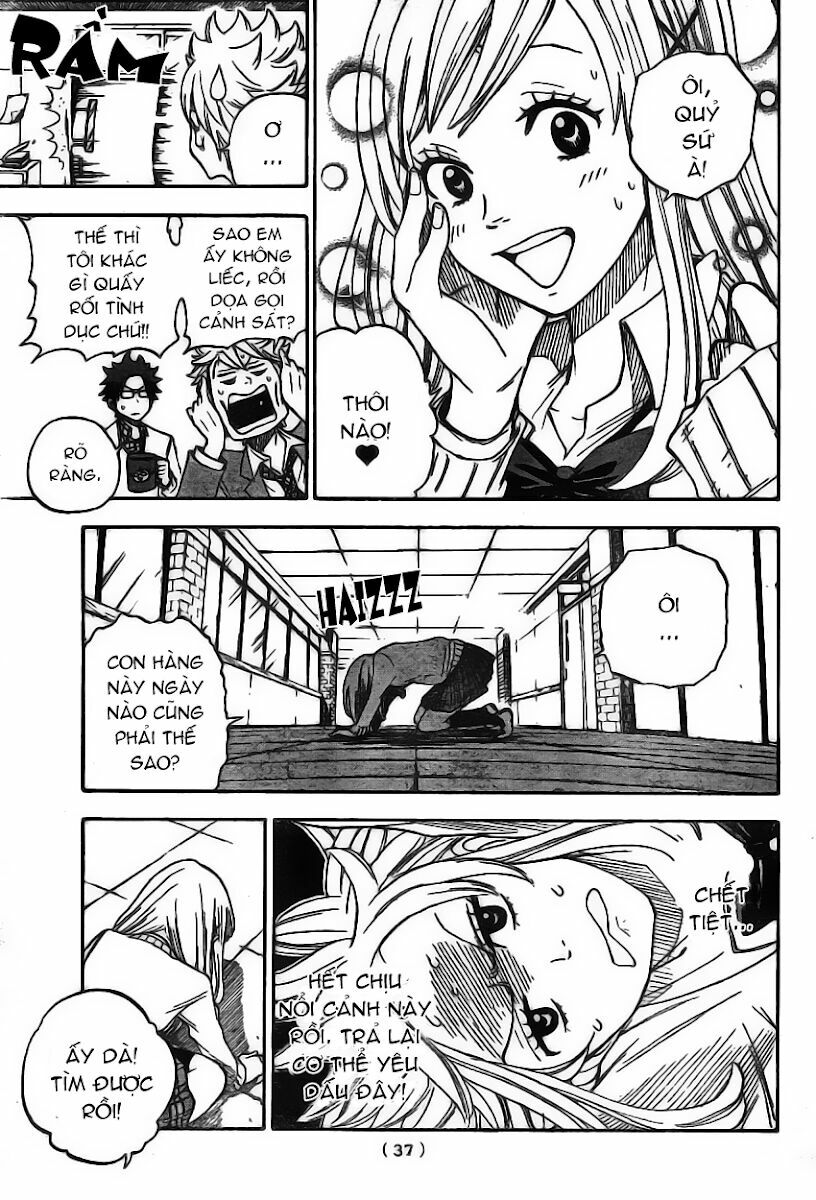 ÔI,
QUỶ
SỨ
À!
THÔI
NÀO!
♥
RẦM
Ơ
...
SAO EM
ẤY KHÔNG
LIẾC, RỒI
DỌA GỌI
CẢNH SÁT?
THẾ THÌ
TÔI KHÁC
GÌ QUẤY
RỐI TÌNH
DỤC CHÚ!!
RÕ
RÀNG.
ÔI
...
HAIZZZ
CON HÀNG
NÀY NGÀY
NÀO CŨNG
PHẢI THẾ
SAO?
CHẾT
TIỆT...
HẾT CHỊU
NỔI CẢNH NÀY
RỒI. TRẢ LẠI
CƠ THỂ YÊU
DẤU ĐÂY!
ẤY DÀ!
TÌM ĐƯỢC
RỒI!
( 37 )